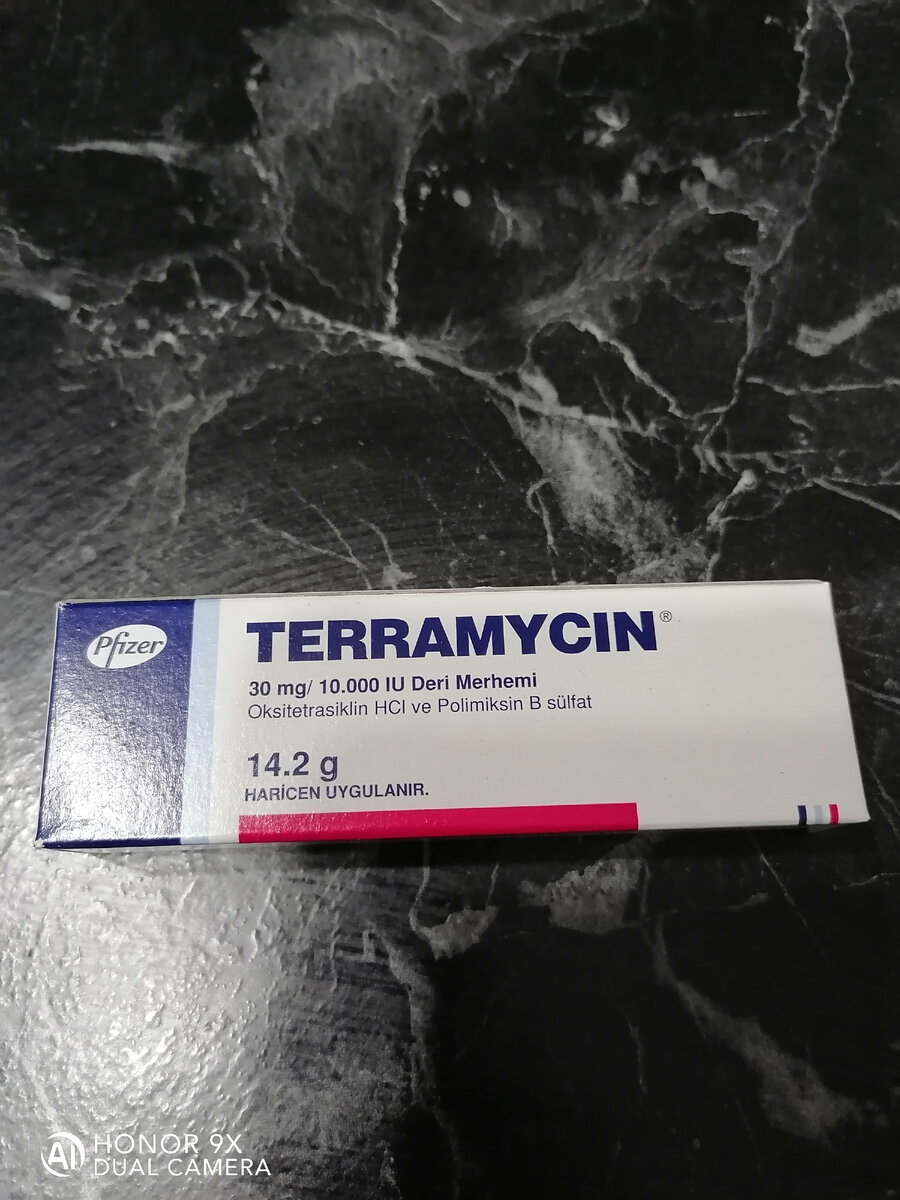 Pfizer
TERRAMYCIN®
30 mg/ 10.000 IU Deri Merhemi
Oksitetrasiklin HCl ve Polimiksin B sülfat
14.2 g
HARİCEN UYGULANIR.
HONOR 9X
DUAL CAMERA